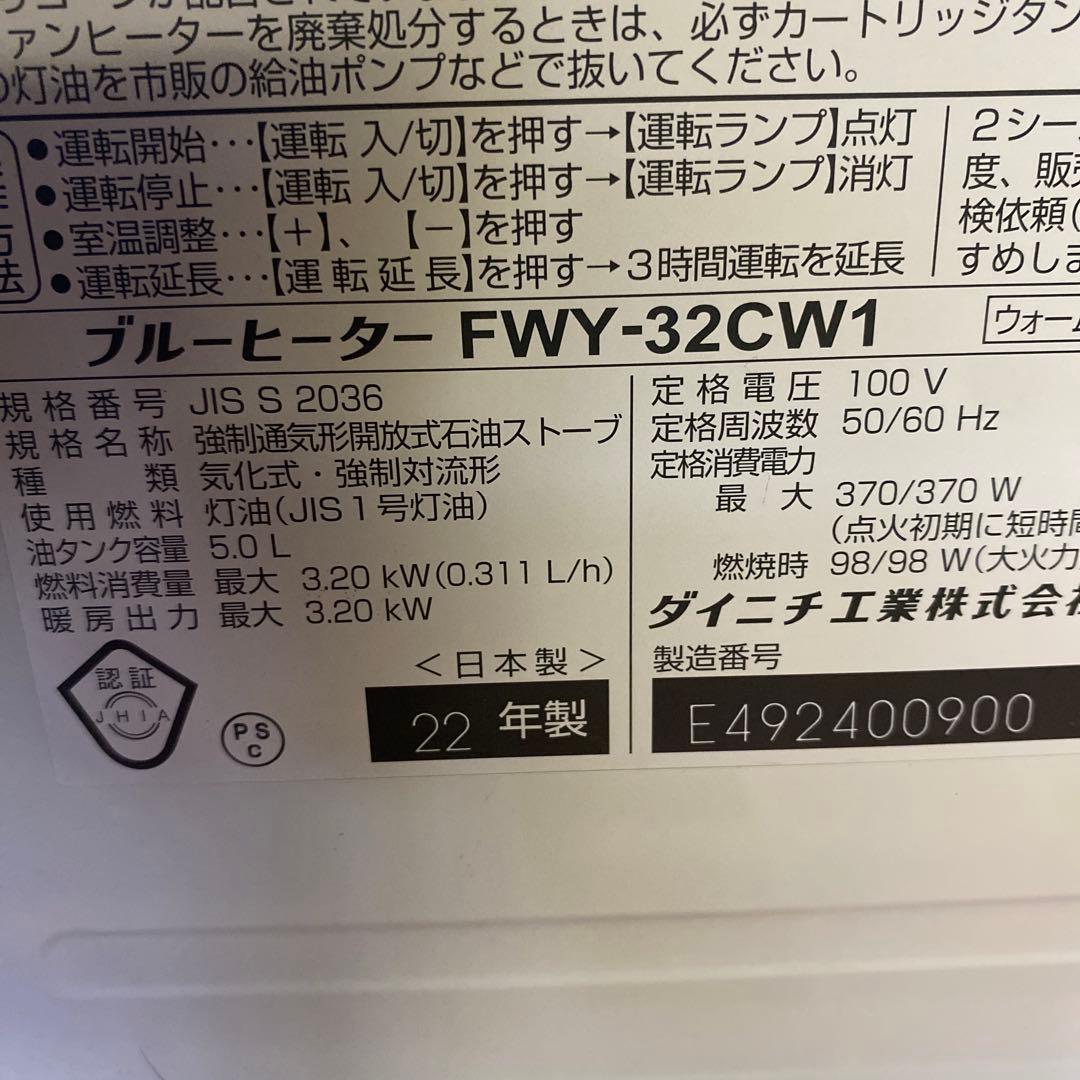 ァンヒーターを廃棄処分するときは、必ずカートリッジタン
の灯油を市販の給油ポンプなどで抜いてください。
●運転開始･･･【運転 入/切】を押す→【運転ランプ】点灯
●運転停止･･･【運転 入/切】を押す→【運転ランプ】消灯
●室温調整･･･【＋】、【－】を押す
●運転延長･･･【運転延長】を押す→3時間運転を延長
方
法
2シー
度、販売
検依頼(
すめしま
ブルーヒーター FWY-32CW1
ウォーム
規格番号 JIS S 2036
規格名称 強制通気形開放式石油ストーブ
種類 気化式・強制対流形
使用燃料 灯油(JIS1号灯油)
油タンク容量 5.0 L
燃料消費量 最大 3.20 kW(0.311 L/h)
暖房出力 最大 3.20 kW
定格電圧 100 V
定格周波数 50/60 Hz
定格消費電力
最大 370/370 W
(点火初期に短時間
燃焼時 98/98 W(大火力
ダイニチ工業株式会社
認証
JHIA
PS
C
＜日本製＞
22 年製
製造番号
E492400900